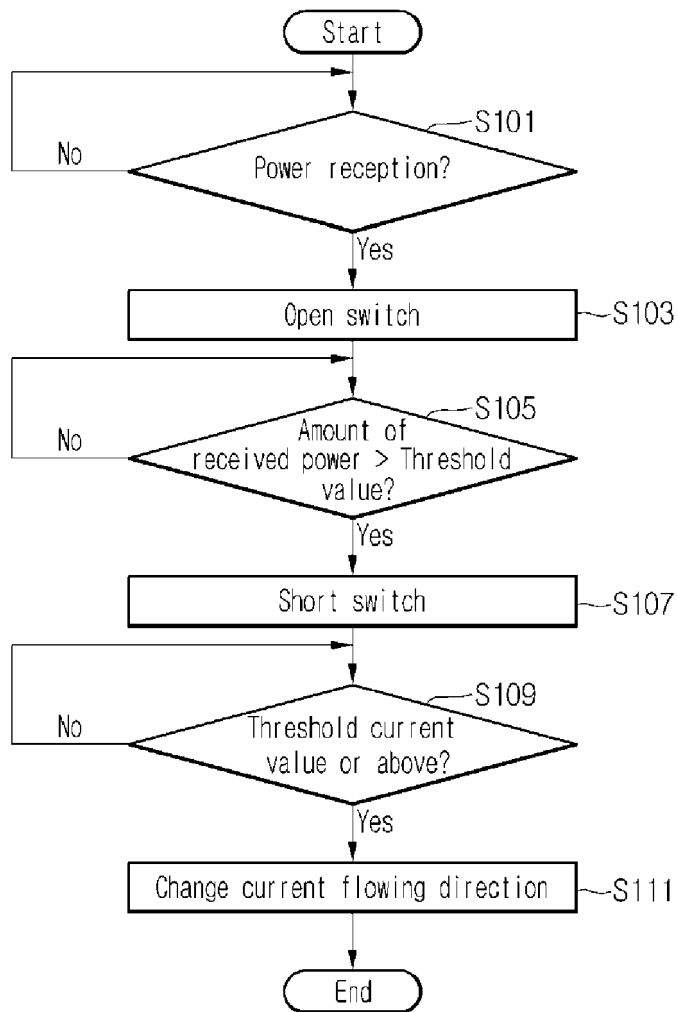 Start
S101
Power reception?
No
Yes
Open switch
S103
S105
Amount of
received power > Threshold
value?
No
Yes
Short switch
S107
S109
Threshold current
value or above?
No
Yes
Change current flowing direction
S111
End